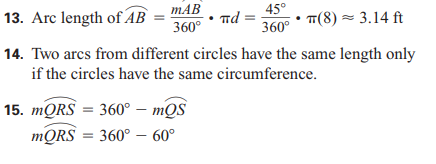 13. Arc length of AB⌢ = mAB⌢/360° • πd = 45°/360° • π(8) ≈ 3.14 ft
14. Two arcs from different circles have the same length only
if the circles have the same circumference.
15. mQRS⌢ = 360° − mQS⌢
mQRS⌢ = 360° − 60°